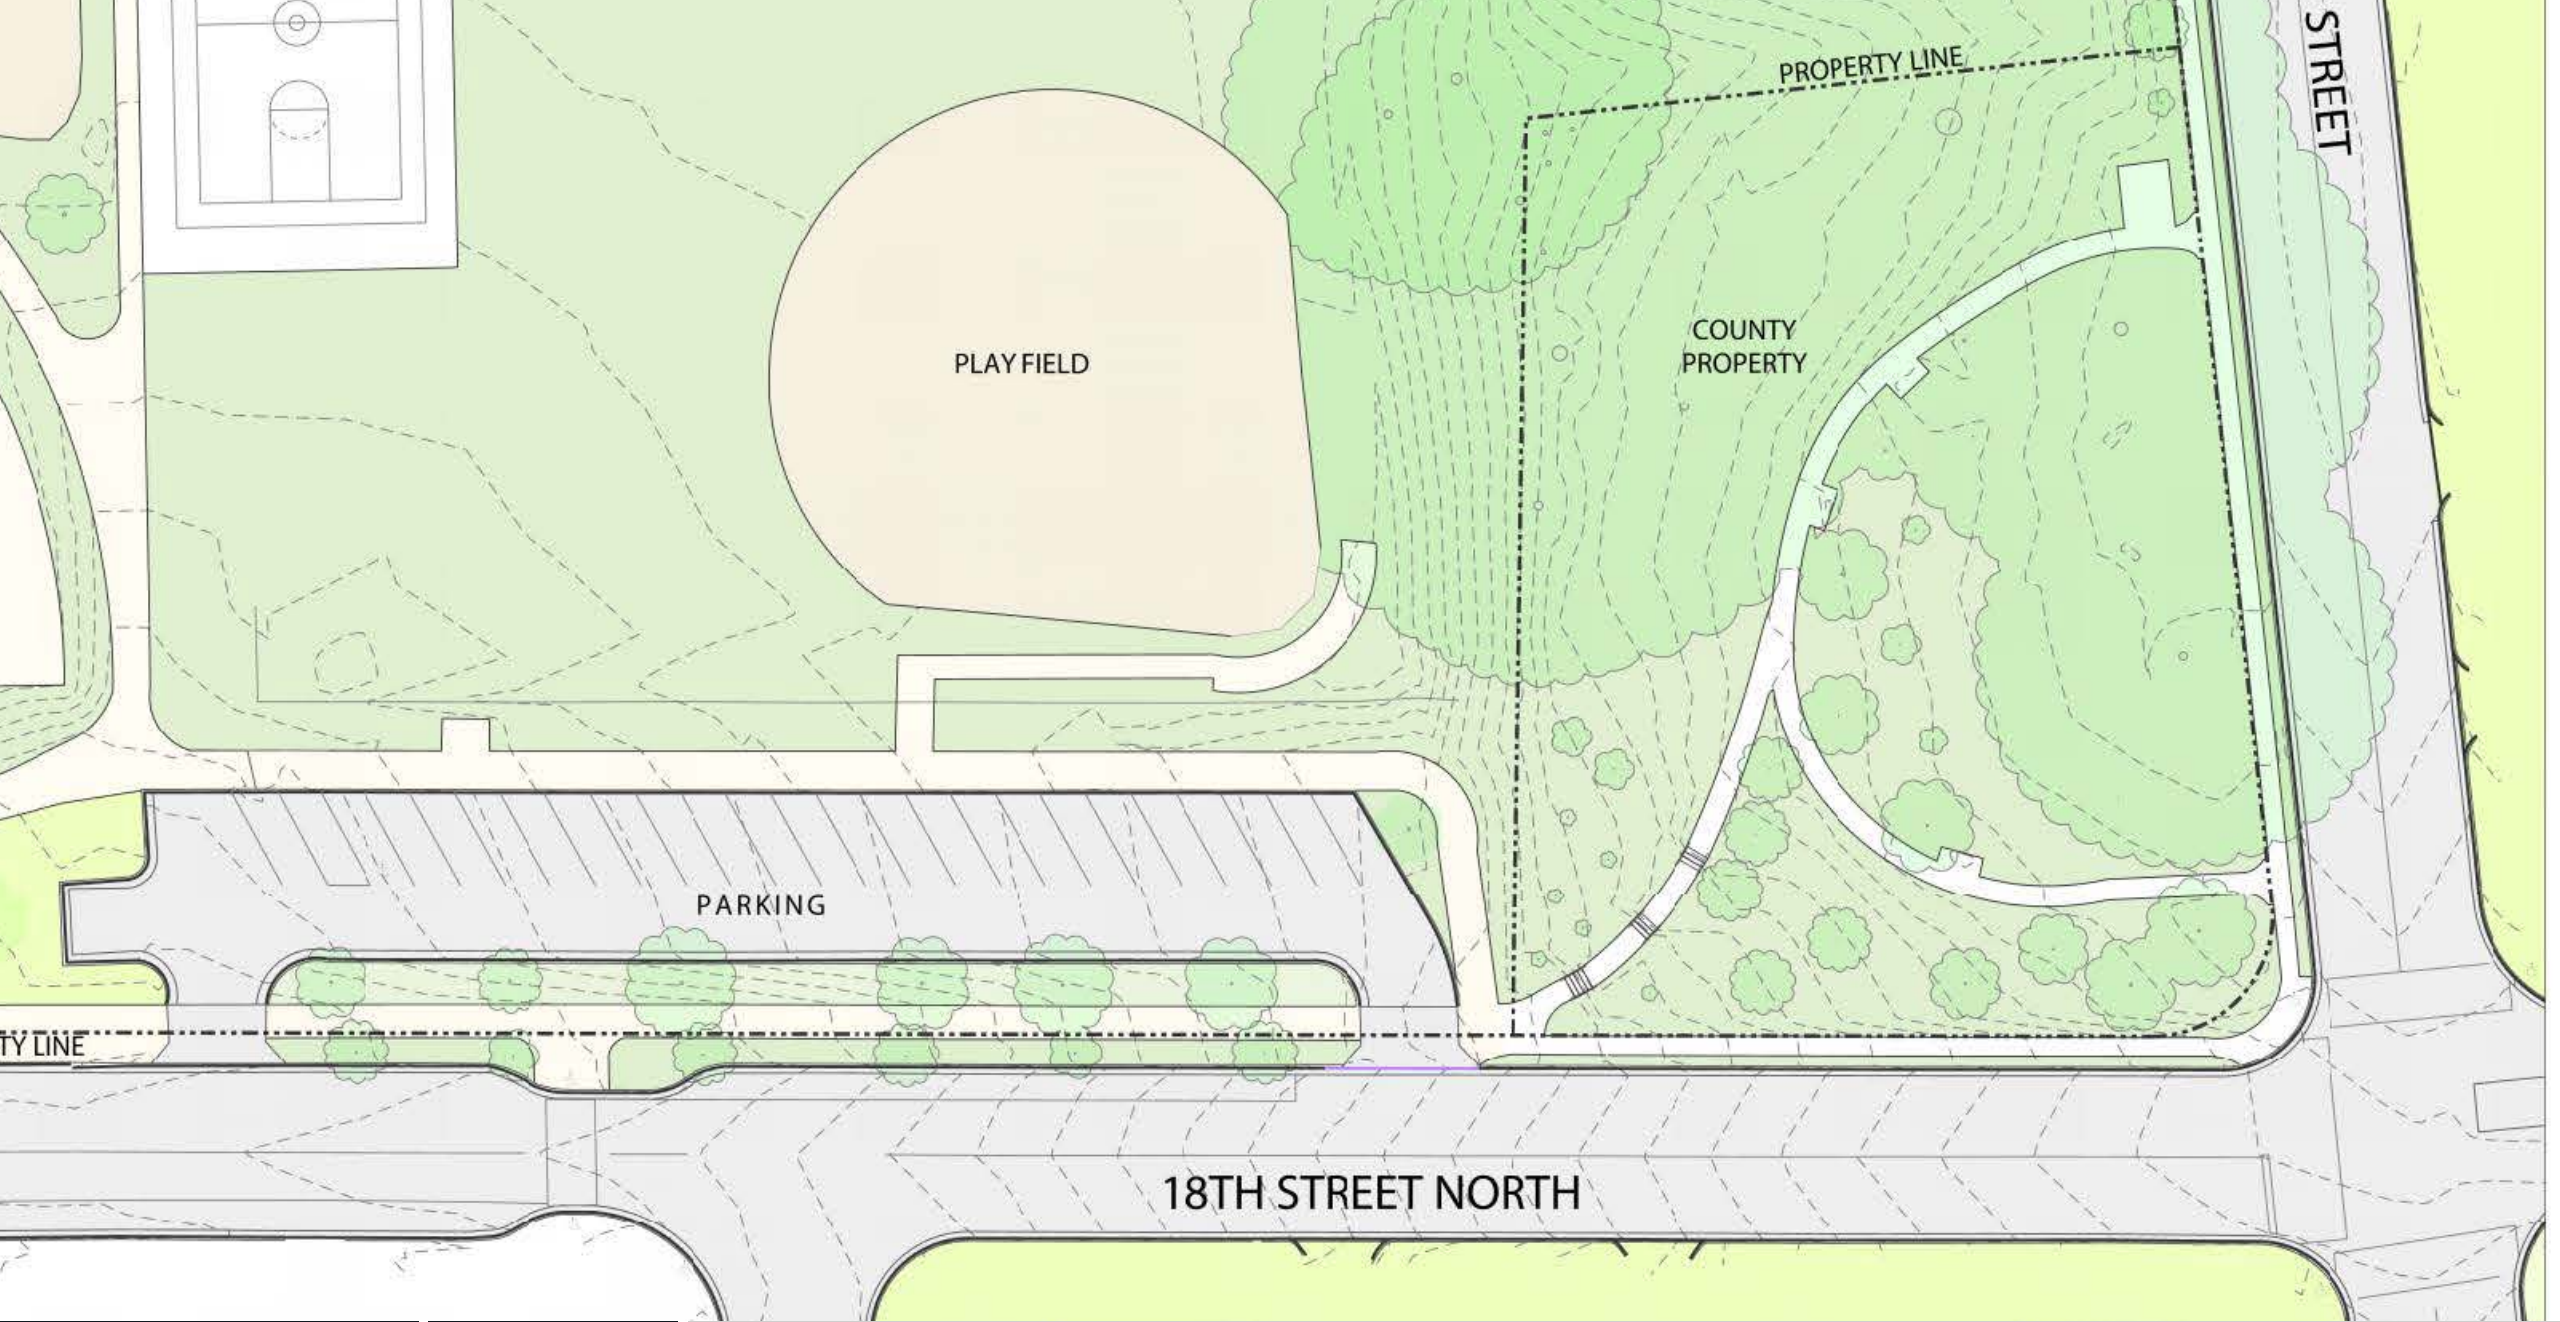 STREET
PROPERTY LINE
COUNTY
PROPERTY
PLAY FIELD
PARKING
TY LINE
18TH STREET NORTH